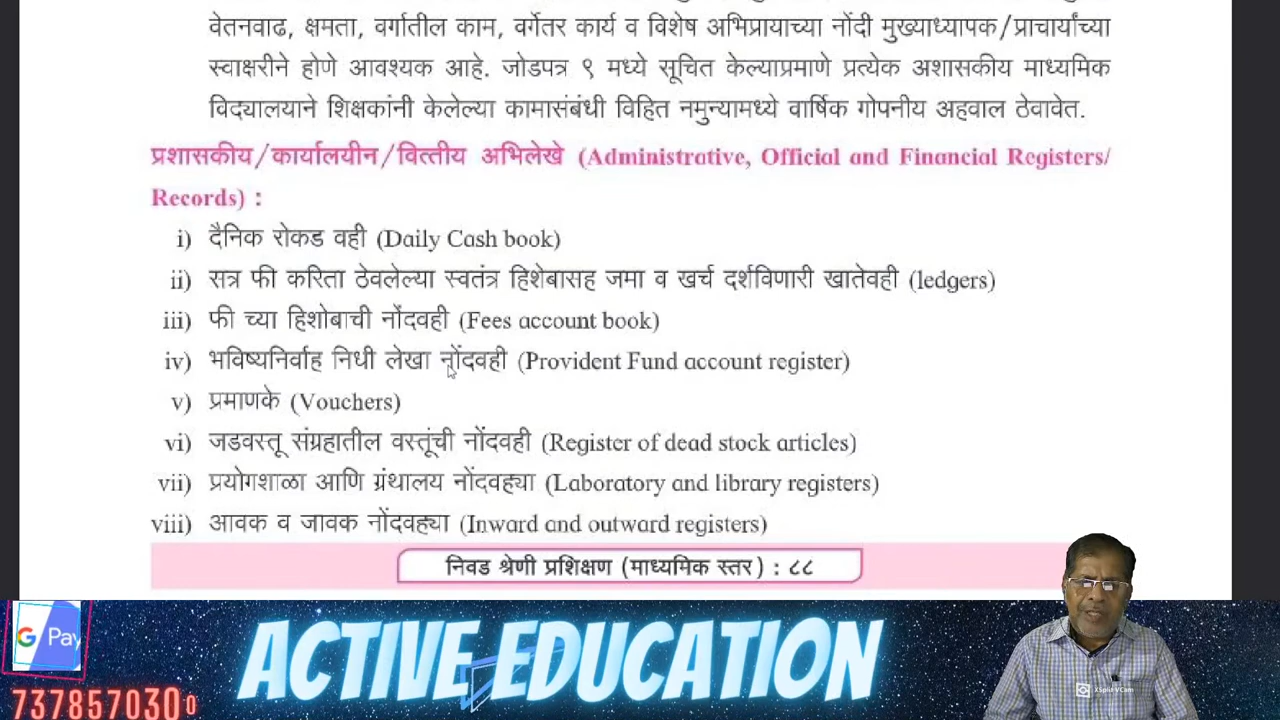 वेतनवाढ, क्षमता, वर्गातील काम, वर्गेतर कार्य व विशेष अभिप्रायाच्या नोंदी मुख्याध्यापक/प्राचार्यांच्या
स्वाक्षरीने होणे आवश्यक आहे. जोडपत्र ९ मध्ये सूचित केल्याप्रमाणे प्रत्येक अशासकीय माध्यमिक
विद्यालयाने शिक्षकांनी केलेल्या कामासंबंधी विहित नमुन्यामध्ये वार्षिक गोपनीय अहवाल ठेवावेत.
प्रशासकीय/कार्यालयीन/वित्तीय अभिलेखे (Administrative, Official and Financial Registers/
Records) :
i) दैनिक रोकड वही (Daily Cash book)
ii) सत्र फी करिता ठेवलेल्या स्वतंत्र हिशेबासह जमा व खर्च दर्शविणारी खातेवही (ledgers)
iii) फी च्या हिशोबाची नोंदवही (Fees account book)
iv) भविष्यनिर्वाह निधी लेखा नोंदवही (Provident Fund account register)
v) प्रमाणके (Vouchers)
vi) जडवस्तू संग्रहातील वस्तूंची नोंदवही (Register of dead stock articles)
vii) प्रयोगशाळा आणि ग्रंथालय नोंदवह्या (Laboratory and library registers)
viii) आवक व जावक नोंदवह्या (Inward and outward registers)
निवड श्रेणी प्रशिक्षण (माध्यमिक स्तर) : ८८
G Pay
ACTIVE EDUCATION
7378570300
XSplit VCam